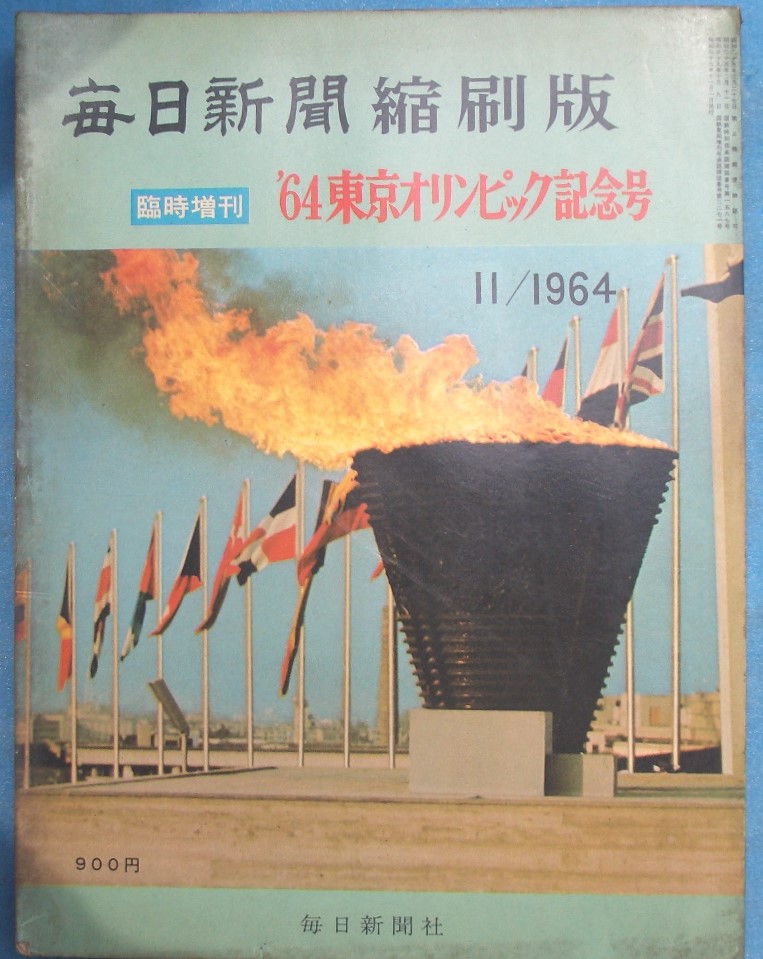 毎日新聞縮刷版
臨時増刊
'64東京オリンピック記念号
11/1964
900円
毎日新聞社